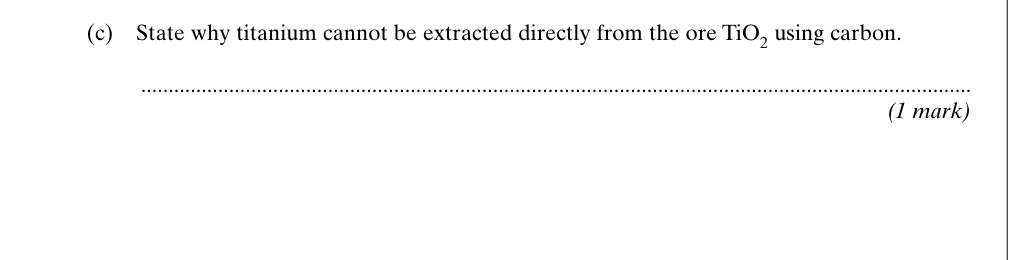 (c) State why titanium cannot be extracted directly from the ore TiO₂ using carbon.
(1 mark)